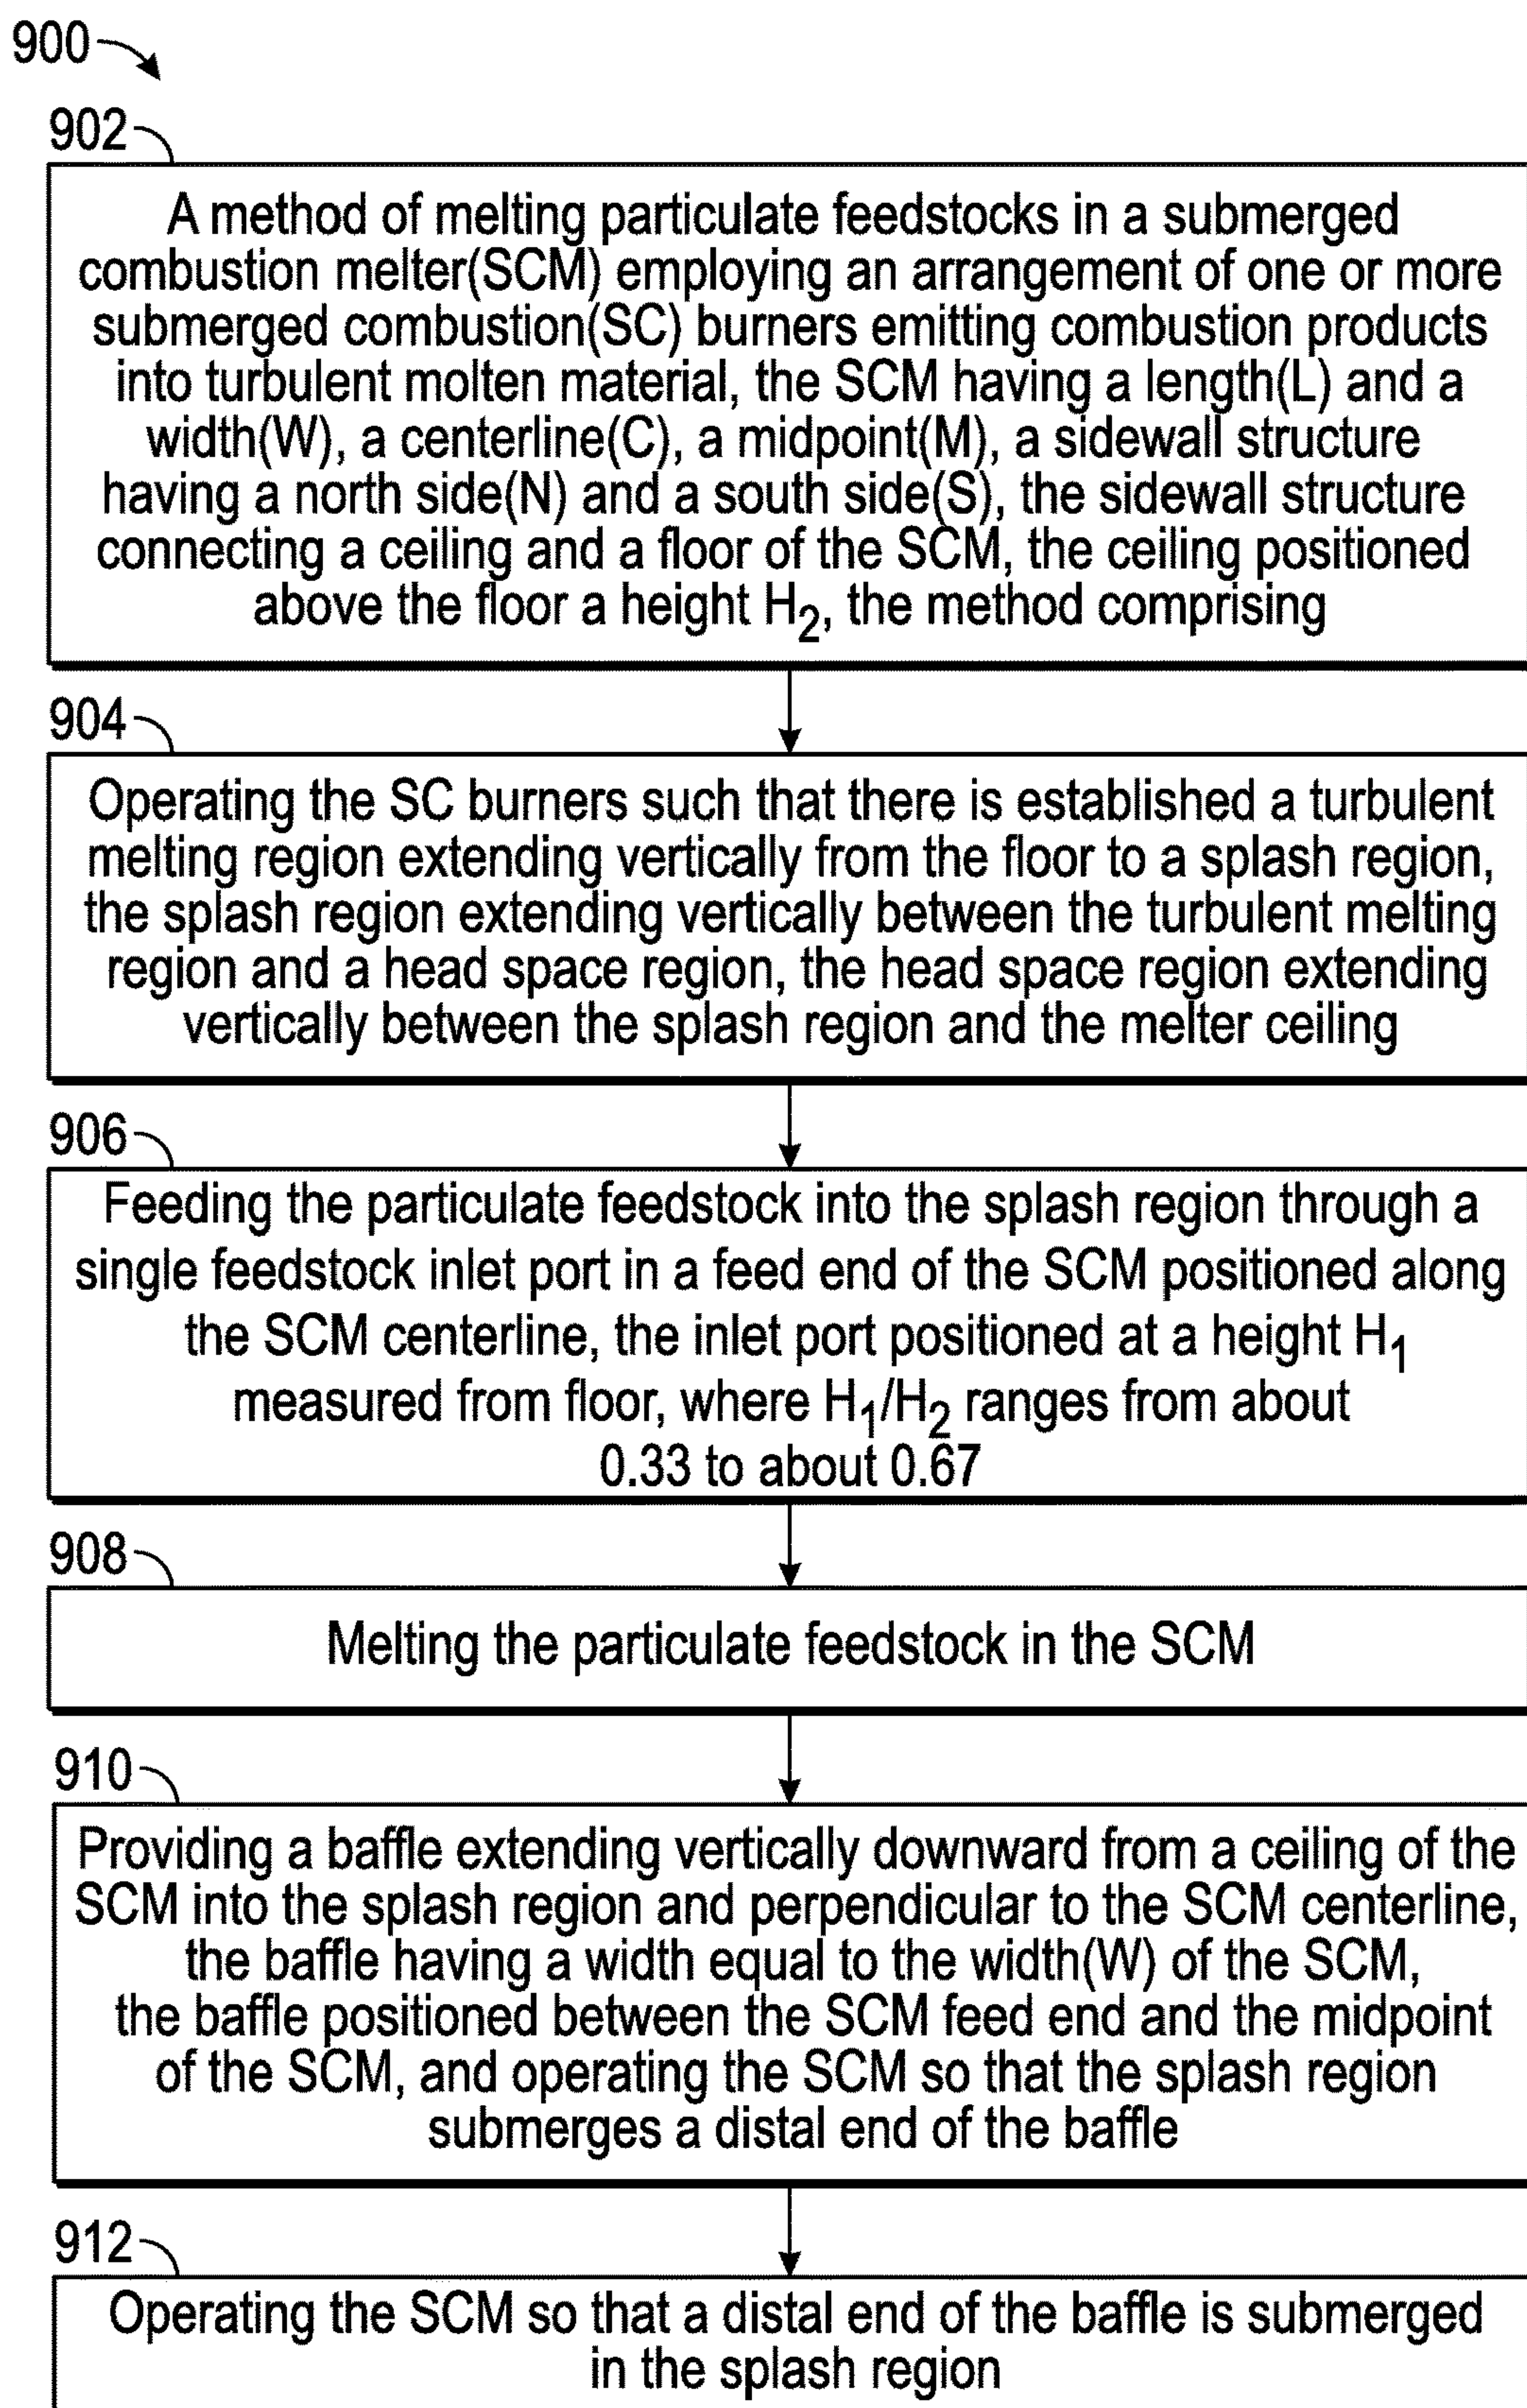 900
902
A method of melting particulate feedstocks in a submerged
combustion melter(SCM) employing an arrangement of one or more
submerged combustion(SC) burners emitting combustion products
into turbulent molten material, the SCM having a length(L) and a
width(W), a centerline(C), a midpoint(M), a sidewall structure
having a north side(N) and a south side(S), the sidewall structure
connecting a ceiling and a floor of the SCM, the ceiling positioned
above the floor a height H₂, the method comprising
904
Operating the SC burners such that there is established a turbulent
melting region extending vertically from the floor to a splash region,
the splash region extending vertically between the turbulent melting
region and a head space region, the head space region extending
vertically between the splash region and the melter ceiling
906
Feeding the particulate feedstock into the splash region through a
single feedstock inlet port in a feed end of the SCM positioned along
the SCM centerline, the inlet port positioned at a height H₁
measured from floor, where H₁/H₂ ranges from about
0.33 to about 0.67
908
Melting the particulate feedstock in the SCM
910
Providing a baffle extending vertically downward from a ceiling of the
SCM into the splash region and perpendicular to the SCM centerline,
the baffle having a width equal to the width(W) of the SCM,
the baffle positioned between the SCM feed end and the midpoint
of the SCM, and operating the SCM so that the splash region
submerges a distal end of the baffle
912
Operating the SCM so that a distal end of the baffle is submerged
in the splash region